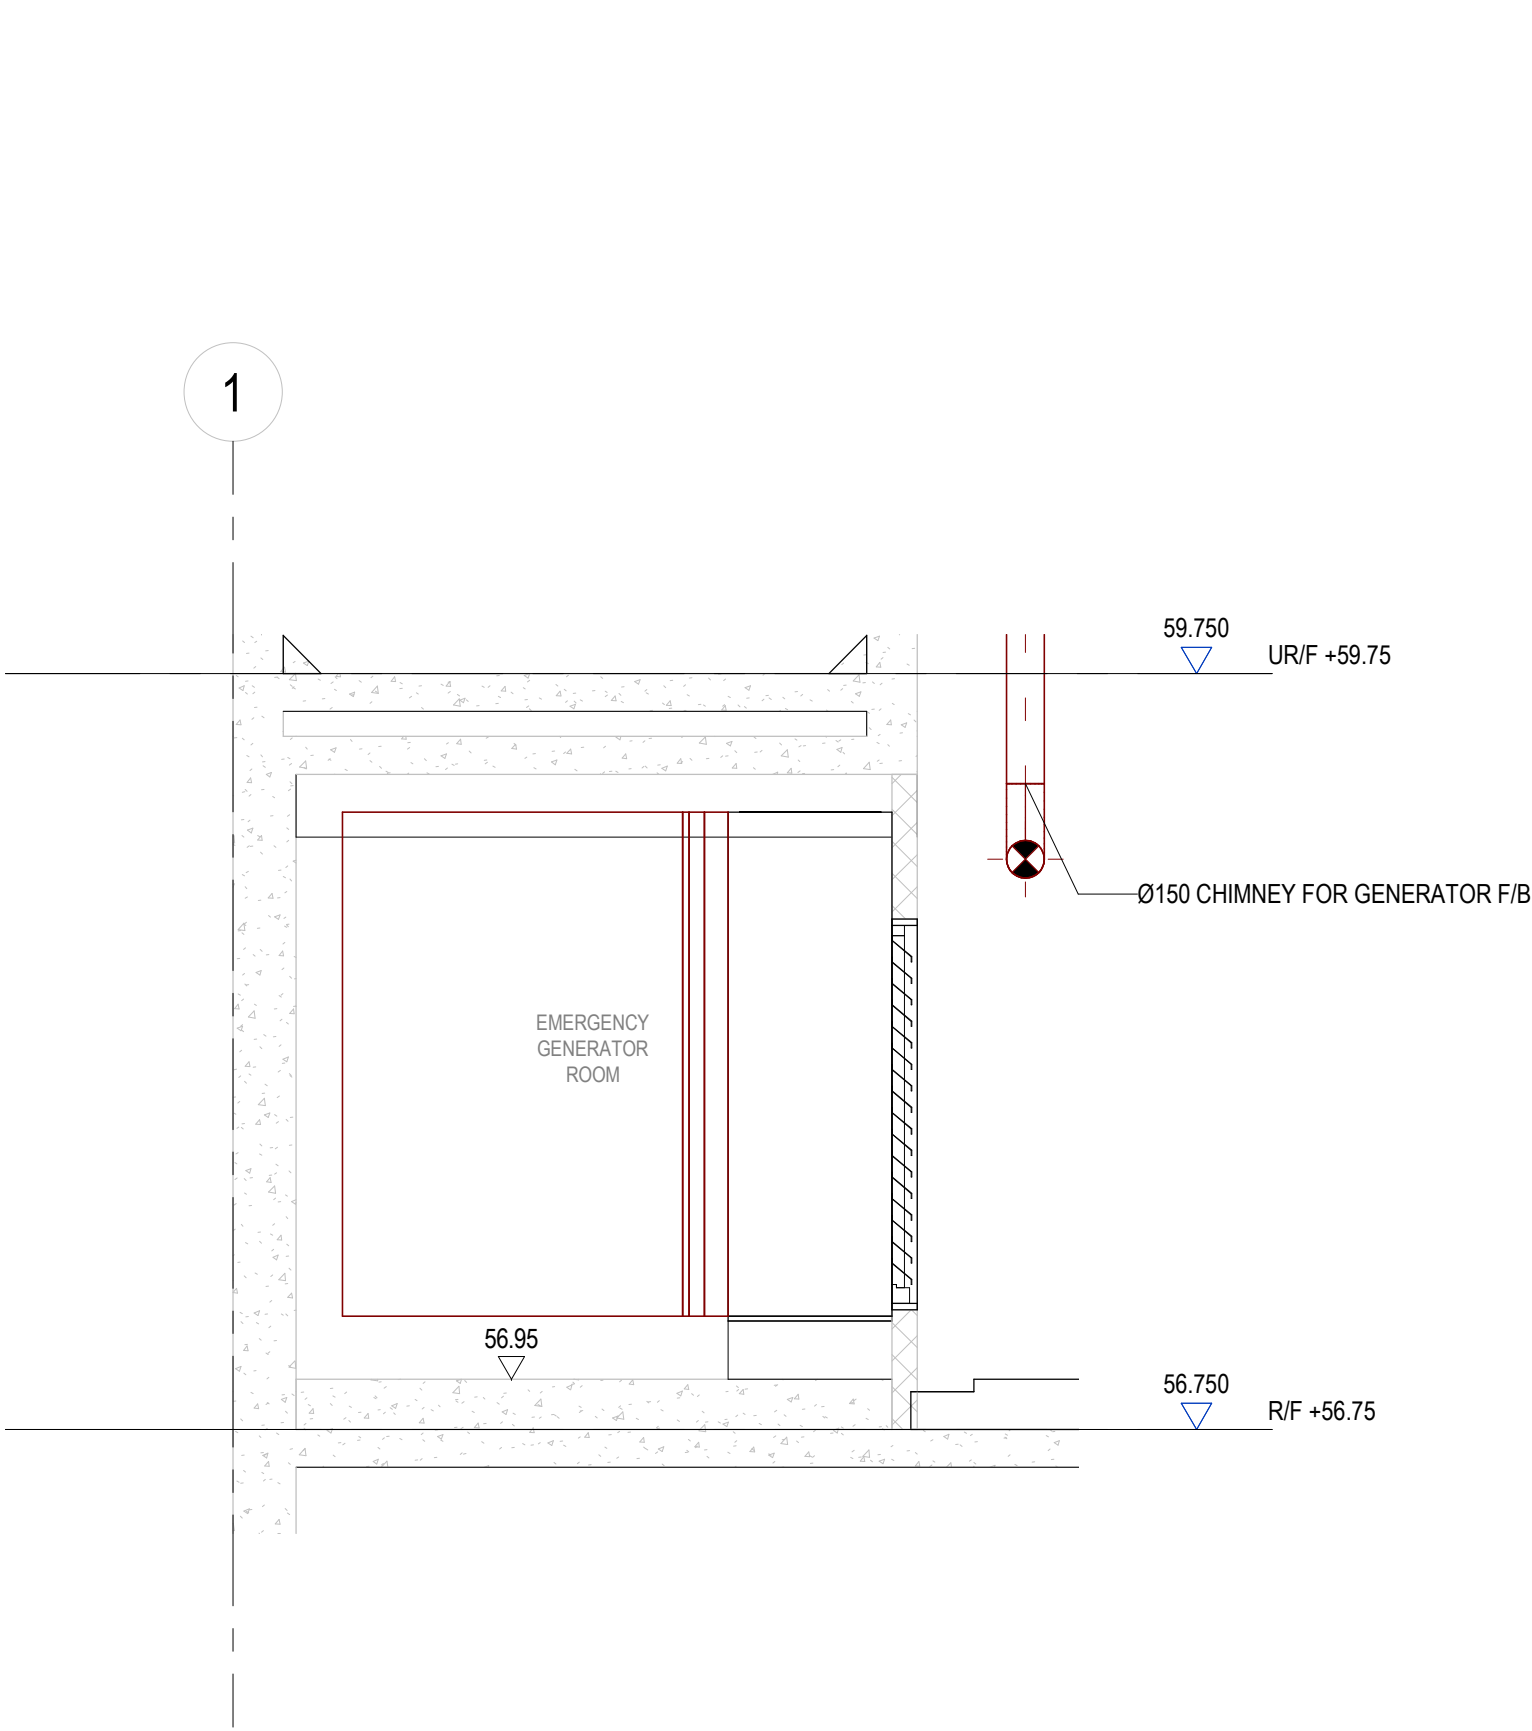 1
59.750
UR/F +59.75
Ø150 CHIMNEY FOR GENERATOR F/B
EMERGENCY
GENERATOR
ROOM
56.95
56.750
R/F +56.75